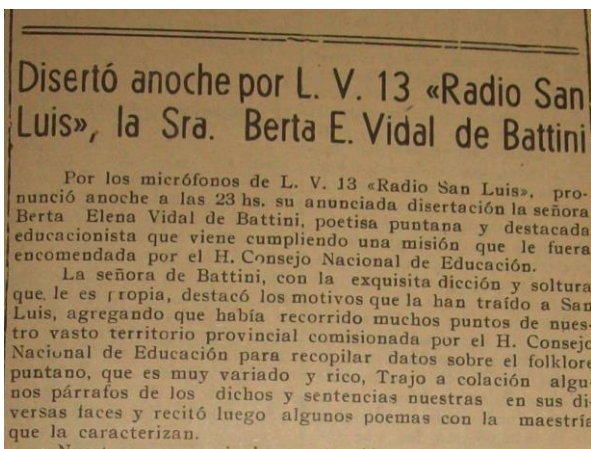 Disertó anoche por L. V. 13 «Radio San
Luis», la Sra. Berta E. Vidal de Battini
Por los micrófonos de L. V. 13 «Radio San Luis», pro-
nunció anoche a las 23 hs. su anunciada disertación la señora
Berta Elena Vidal de Battini, poetisa puntana y destacada
educacionista que viene cumpliendo una misión que le fuera
encomendada por el H. Consejo Nacional de Educación.
La señora de Battini, con la exquisita dicción y soltura
que le es propia, destacó los motivos que la han traído a San
Luis, agregando que había recorrido muchos puntos de nues-
tro vasto territorio provincial comisionada por el H. Consejo
Nacional de Educación para recopilar datos sobre el folklore
puntano, que es muy variado y rico, Trajo a colación algu-
nos párrafos de los dichos y sentencias nuestras en sus di-
versas faces y recitó luego algunos poemas con la maestría
que la caracterizan.